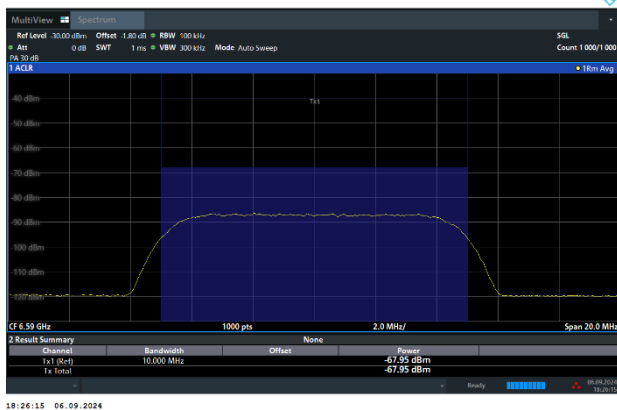 MultiView Spectrum
Ref Level -30.00 dBm Offset -1.80 dB RBW 100 kHz SGL
Att 0 dB SWT 1 ms VBW 300 kHz Mode Auto Sweep Count 1000/1000
PA 30 dB
1 ACLR 1Rm Avg
-40 dBm
Tx1
-50 dBm
-60 dBm
-70 dBm
-80 dBm
-90 dBm
-100 dBm
-110 dBm
-120 dBm
CF 6.59 GHz 1000 pts 2.0 MHz/ Span 20.0 MHz
2 Result Summary None
Channel Bandwidth Offset Power
Tx1 (Ref) 10.000 MHz -67.95 dBm
Tx Total -67.95 dBm
Ready 06.09.2024
18:26:15
18:26:15 06.09.2024